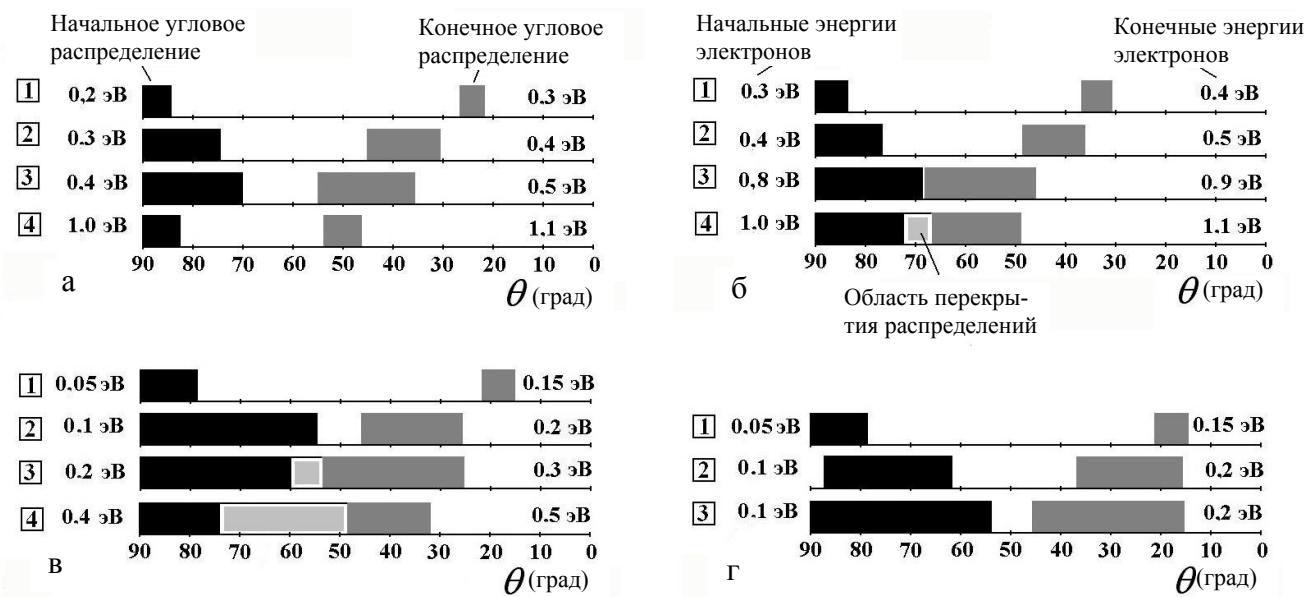 Начальное угловое
распределение
Конечное угловое
распределение
1 0,2 эВ 0.3 эВ
2 0.3 эВ 0.4 эВ
3 0.4 эВ 0.5 эВ
4 1.0 эВ 1,1 эВ
90 80 70 60 50 40 30 20 10 0
а θ (град)
Начальные энергии
электронов
Конечные энергии
электронов
1 0.3 эВ 0.4 эВ
2 0.4 эВ 0.5 эВ
3 0,8 эВ 0.9 эВ
4 1.0 эВ 1.1 эВ
90 80 70 60 50 40 30 20 10 0
б θ (град)
Область перекры-
тия распределений
1 0.05 эВ 0.15 эВ
2 0.1 эВ 0.2 эВ
3 0.2 эВ 0.3 эВ
4 0.4 эВ 0.5 эВ
90 80 70 60 50 40 30 20 10 0
в θ (град)
1 0.05 эВ 0.15 эВ
2 0.1 эВ 0.2 эВ
3 0.1 эВ 0.2 эВ
90 80 70 60 50 40 30 20 10 0
г θ (град)